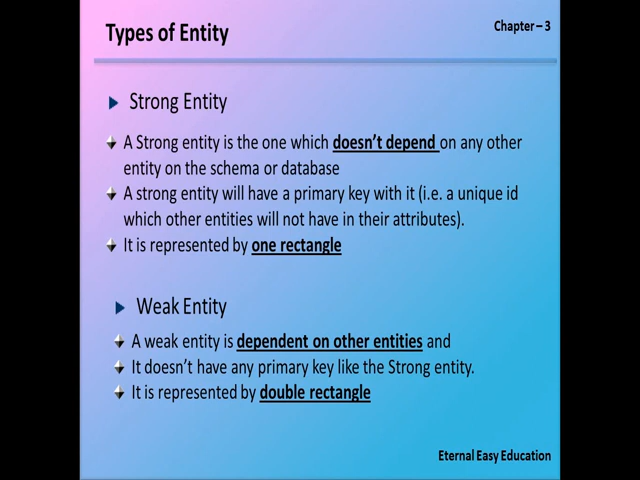 Types of Entity
Chapter – 3
Strong Entity
A Strong entity is the one which doesn't depend on any other
entity on the schema or database
A strong entity will have a primary key with it (i.e. a unique id
which other entities will not have in their attributes).
It is represented by one rectangle
Weak Entity
A weak entity is dependent on other entities and
It doesn't have any primary key like the Strong entity.
It is represented by double rectangle
Eternal Easy Education